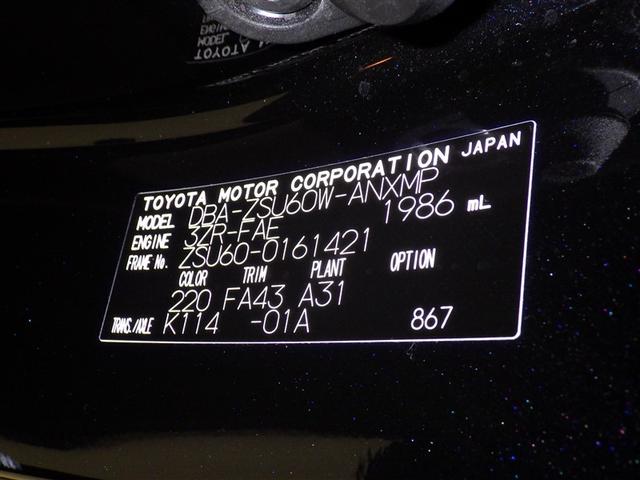 TOYOTA MOTOR CORPORATION JAPAN
MODEL DBA-ZSU60W-ANXMP
ENGINE 3ZR-FAE 1986 mL
FRAME No. ZSU60-0161421
COLOR TRIM PLANT OPTION
220 FA43 A31
TRANS./AXLE K114 -01A 867